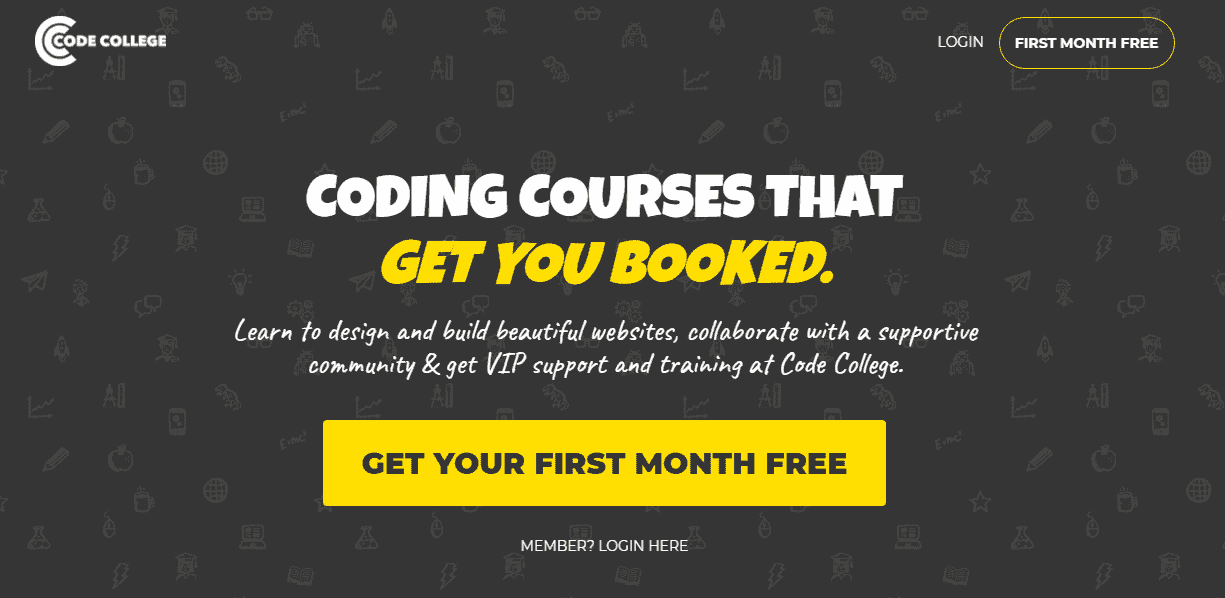 CODE COLLEGE
LOGIN
FIRST MONTH FREE
CODING COURSES THAT
GET YOU BOOKED.
Learn to design and build beautiful websites, collaborate with a supportive
community & get VIP support and training at Code College.
GET YOUR FIRST MONTH FREE
MEMBER? LOGIN HERE